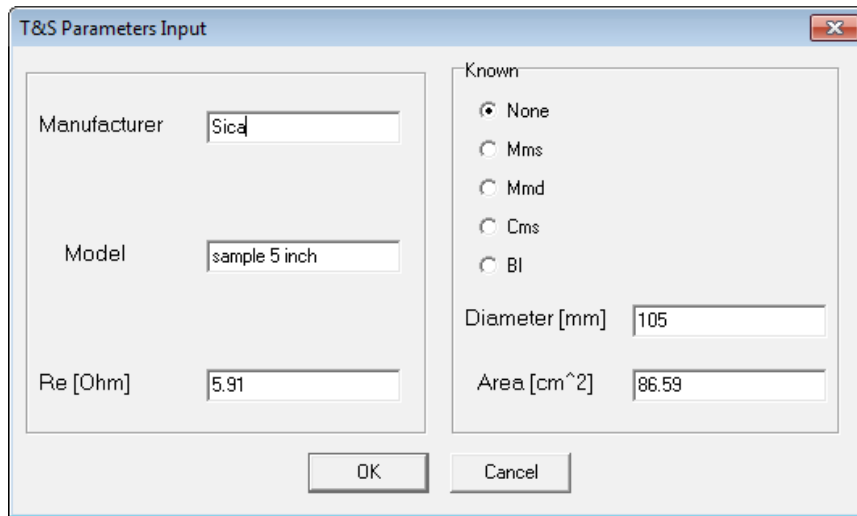 T&S Parameters Input
Manufacturer
Sica
Model
sample 5 inch
Re [Ohm]
5.91
Known
None
Mms
Mmd
Cms
Bl
Diameter [mm]
105
Area [cm^2]
86.59
OK
Cancel